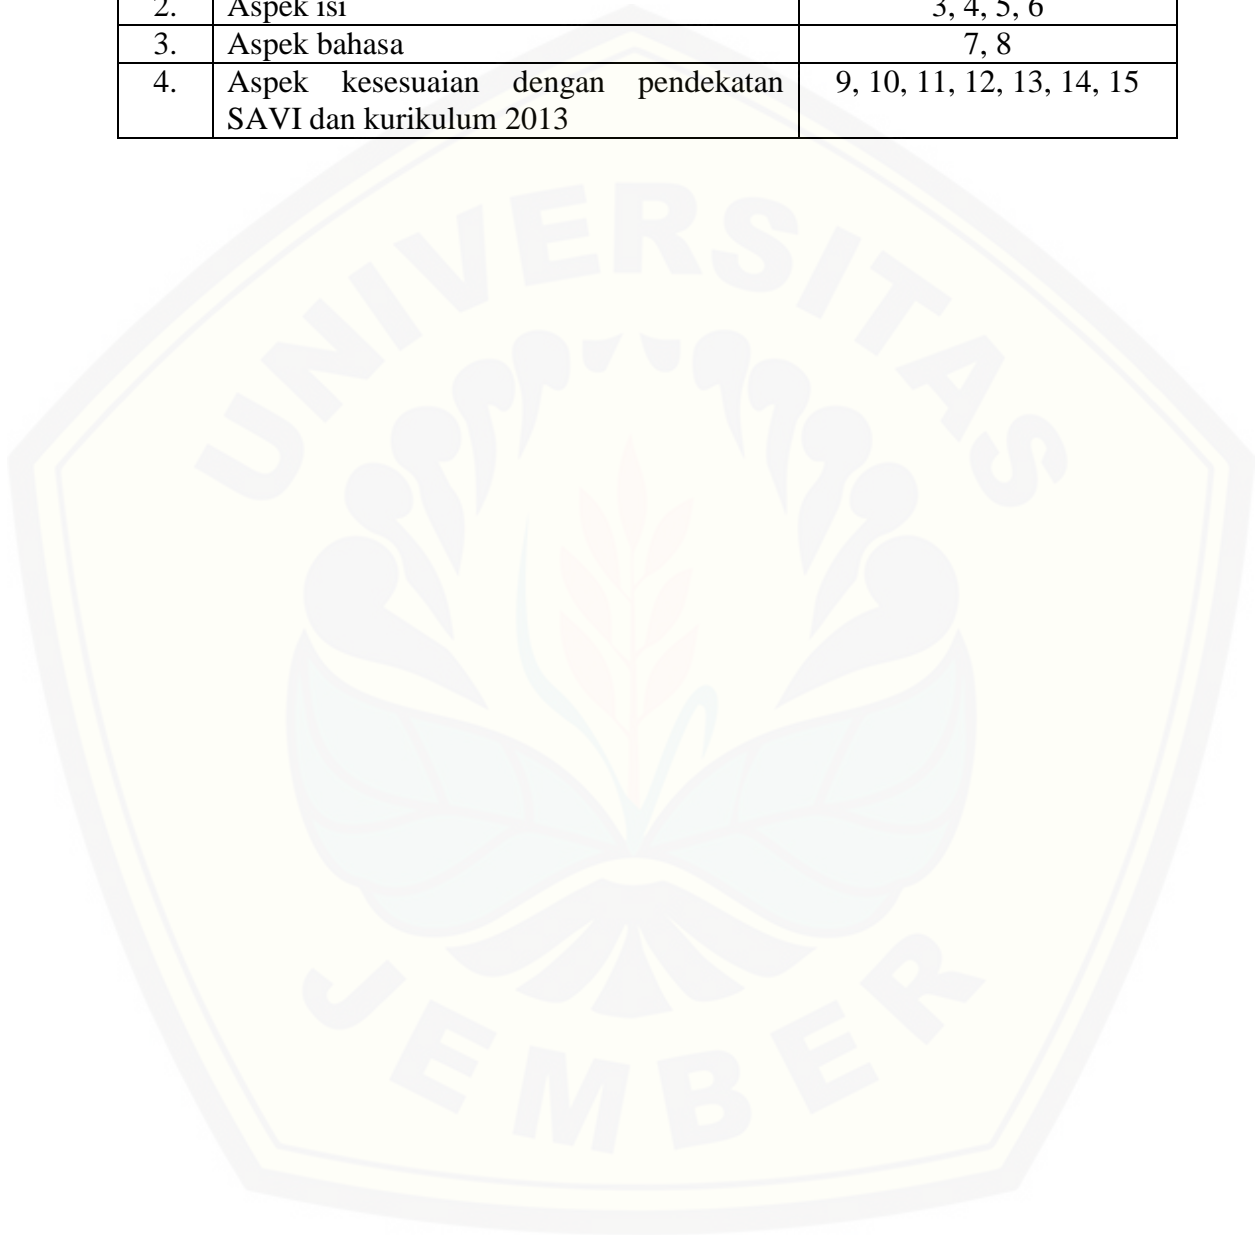 2. Aspek isi 3, 4, 5, 6
3. Aspek bahasa 7, 8
4. Aspek kesesuaian dengan pendekatan 9, 10, 11, 12, 13, 14, 15
SAVI dan kurikulum 2013
UNIVERSITAS
JEMBER